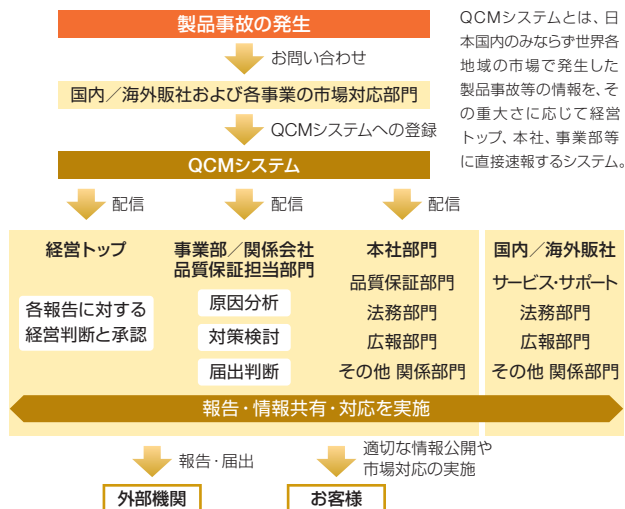 製品事故の発生
お問い合わせ
国内／海外販社および各事業の市場対応部門
QCMシステムへの登録
QCMシステム
QCMシステムとは、日
本国内のみならず世界各
地域の市場で発生した
製品事故等の情報を、そ
の重大さに応じて経営
トップ、本社、事業部等
に直接速報するシステム。
配信
配信
配信
経営トップ
各報告に対する
経営判断と承認
事業部／関係会社
品質保証担当部門
原因分析
対策検討
届出判断
本社部門
品質保証部門
法務部門
広報部門
その他 関係部門
国内／海外販社
サービス・サポート
法務部門
広報部門
その他 関係部門
報告・情報共有・対応を実施
報告・届出
適切な情報公開や
市場対応の実施
外部機関
お客様